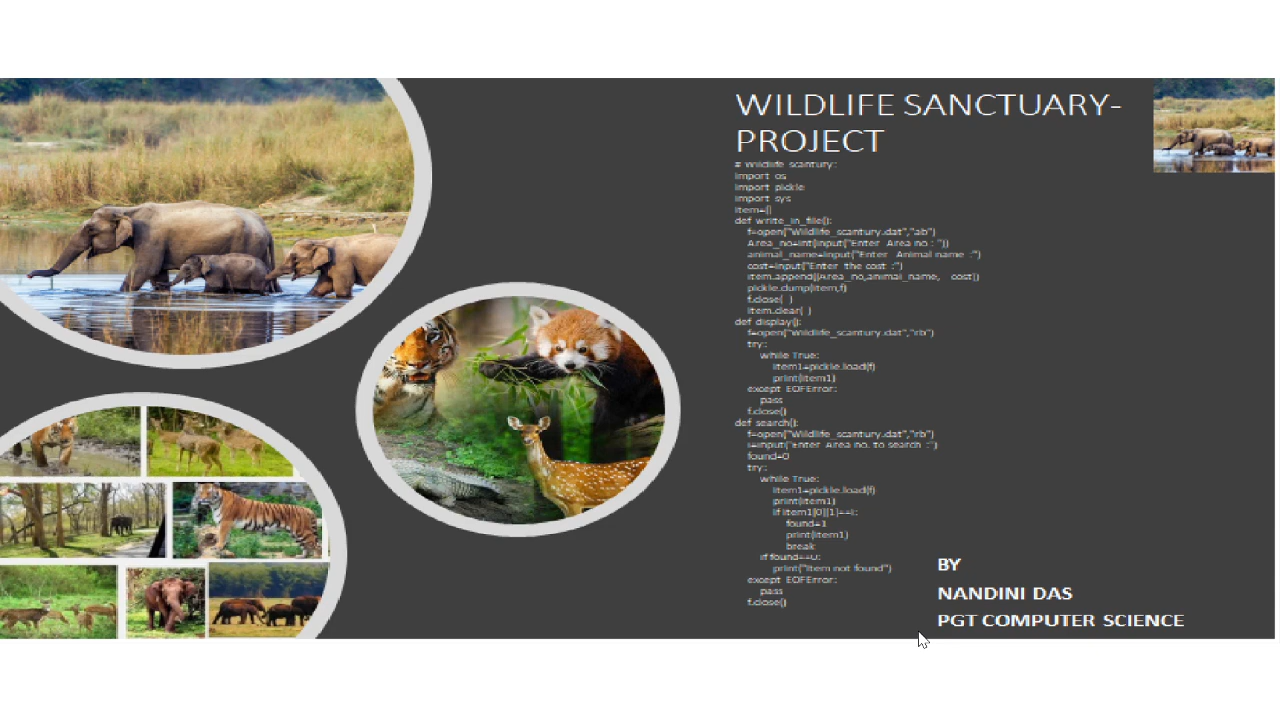 WILDLIFE SANCTUARY-
PROJECT
# Wildlife scantury:
import os
import pickle
import sys
item=[]
def write_in_file():
f=open("Wildlife_scantury.dat","ab")
Area_no=int(input("Enter Area no : "))
animal_name=input("Enter Animal name :")
cost=input("Enter the cost :")
item.append([Area_no,animal_name, cost])
pickle.dump(item,f)
f.close( )
item.clear( )
def display():
f=open("Wildlife_scantury.dat","rb")
try:
while True:
item1=pickle.load(f)
print(item1)
except EOFError:
pass
f.close()
def search():
f=open("Wildlife_scantury.dat","rb")
i=input("Enter Area no. to search :")
found=0
try:
while True:
item1=pickle.load(f)
print(item1)
if item1[0][1]==i:
found=1
print(item1)
break
if found==0:
print("Item not found")
except EOFError:
pass
f.close()
BY
NANDINI DAS
PGT COMPUTER SCIENCE